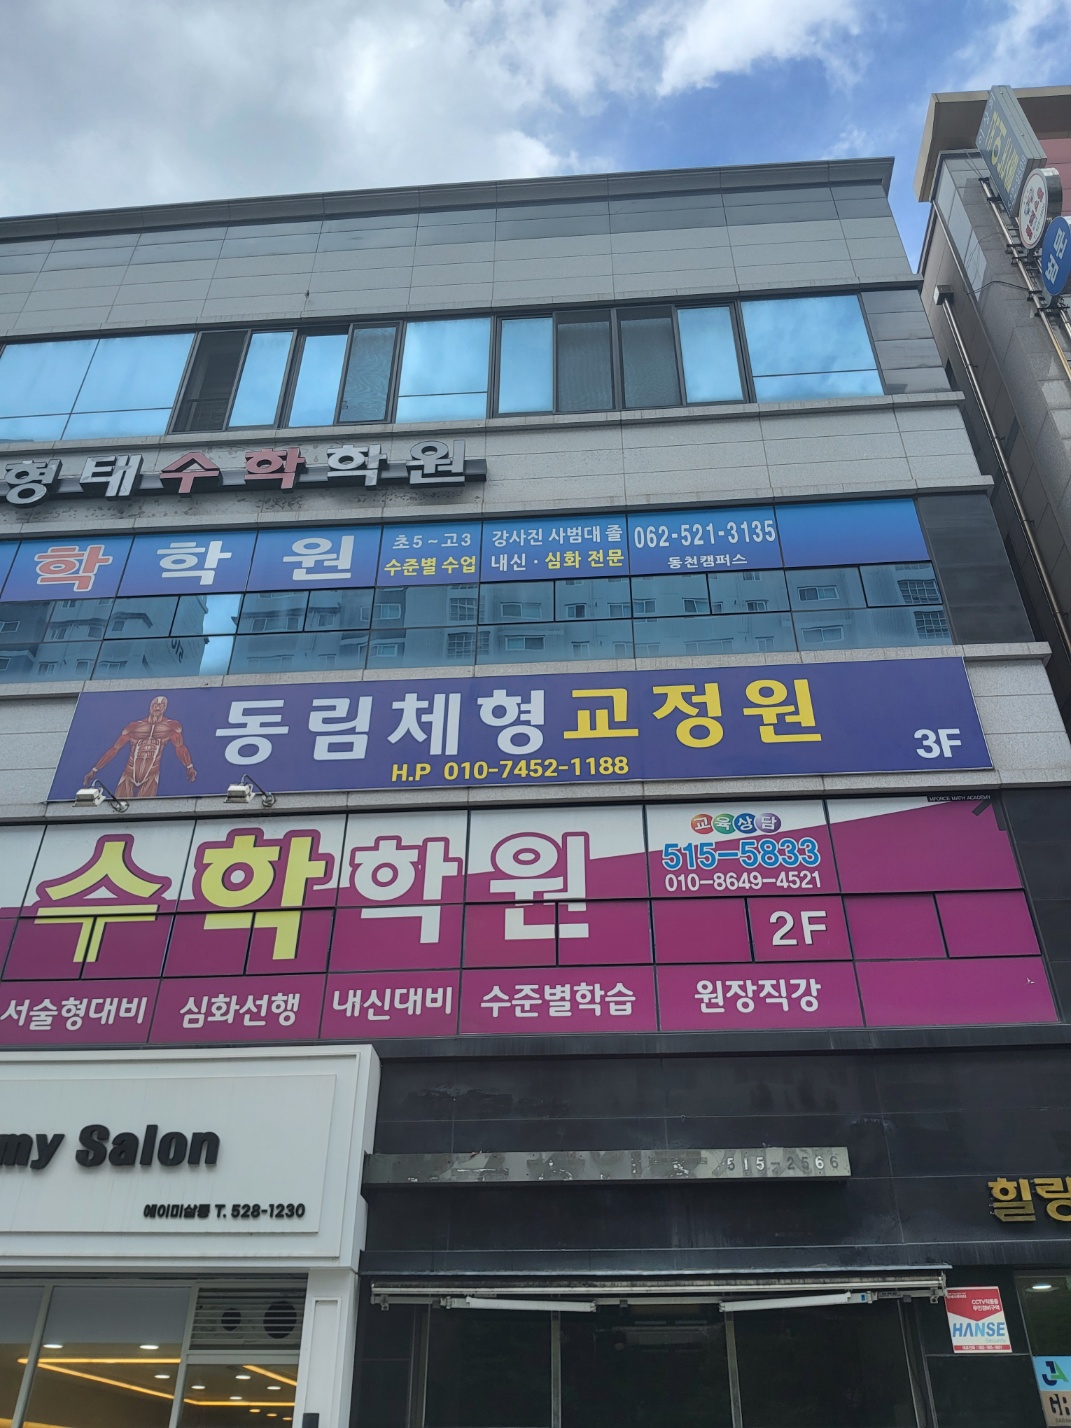 형태수학학원
학학원
초5~고3
수준별 수업
강사진 사범대 졸
내신·심화 전문
062-521-3135
동천캠퍼스
동림체형교정원
H.P 010-7452-1188
3F
수학학원
교육상담
515-5833
010-8649-4521
2F
서술형대비
심화선행
내신대비
수준별학습
원장직강
my Salon
에이미살롱 T. 528-1230
515-2566
힐링
HANSE
JA